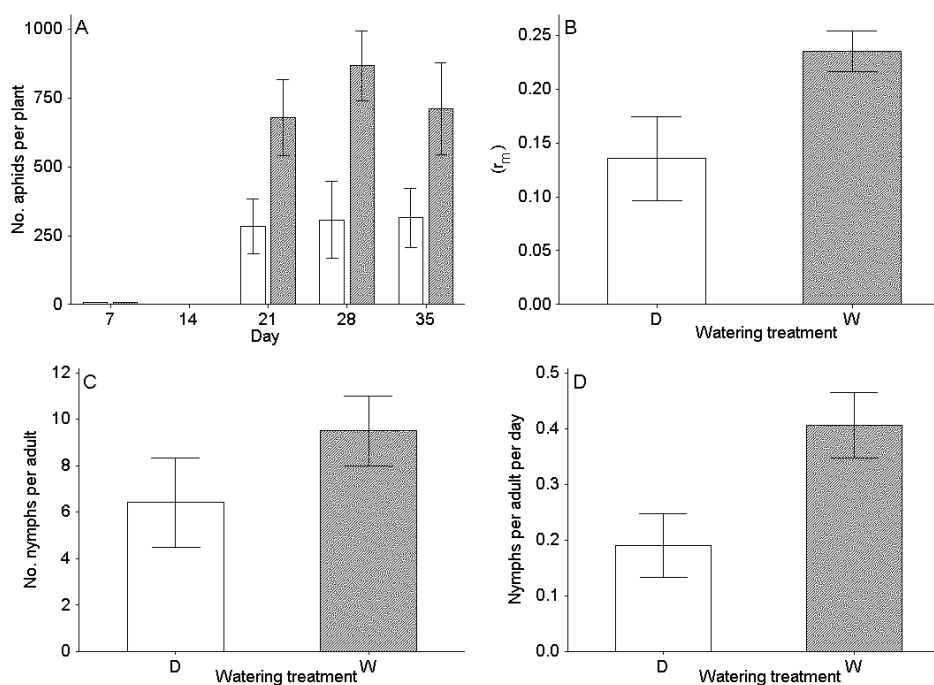 A
No. aphids per plant
1000
750
500
250
0
7 14 21 28 35
Day
B
(rm)
0.25
0.20
0.15
0.10
0.05
0.00
D W
Watering treatment
C
No. nymphs per adult
12
10
8
6
4
2
0
D W
Watering treatment
D
Nymphs per adult per day
0.5
0.4
0.3
0.2
0.1
0.0
D W
Watering treatment